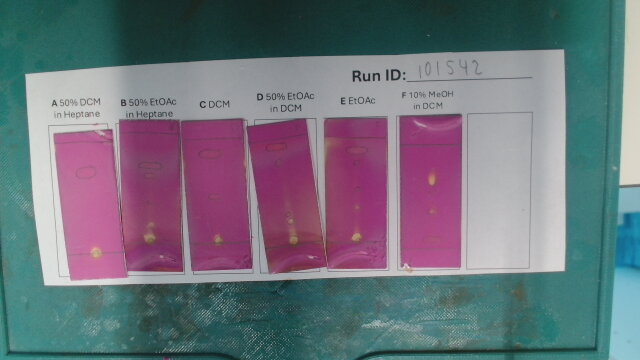 Run ID: 101542
A 50% DCM
in Heptane
B 50% EtOAc
in Heptane
C DCM
D 50% EtOAc
in DCM
E EtOAc
F 10% MeOH
in DCM